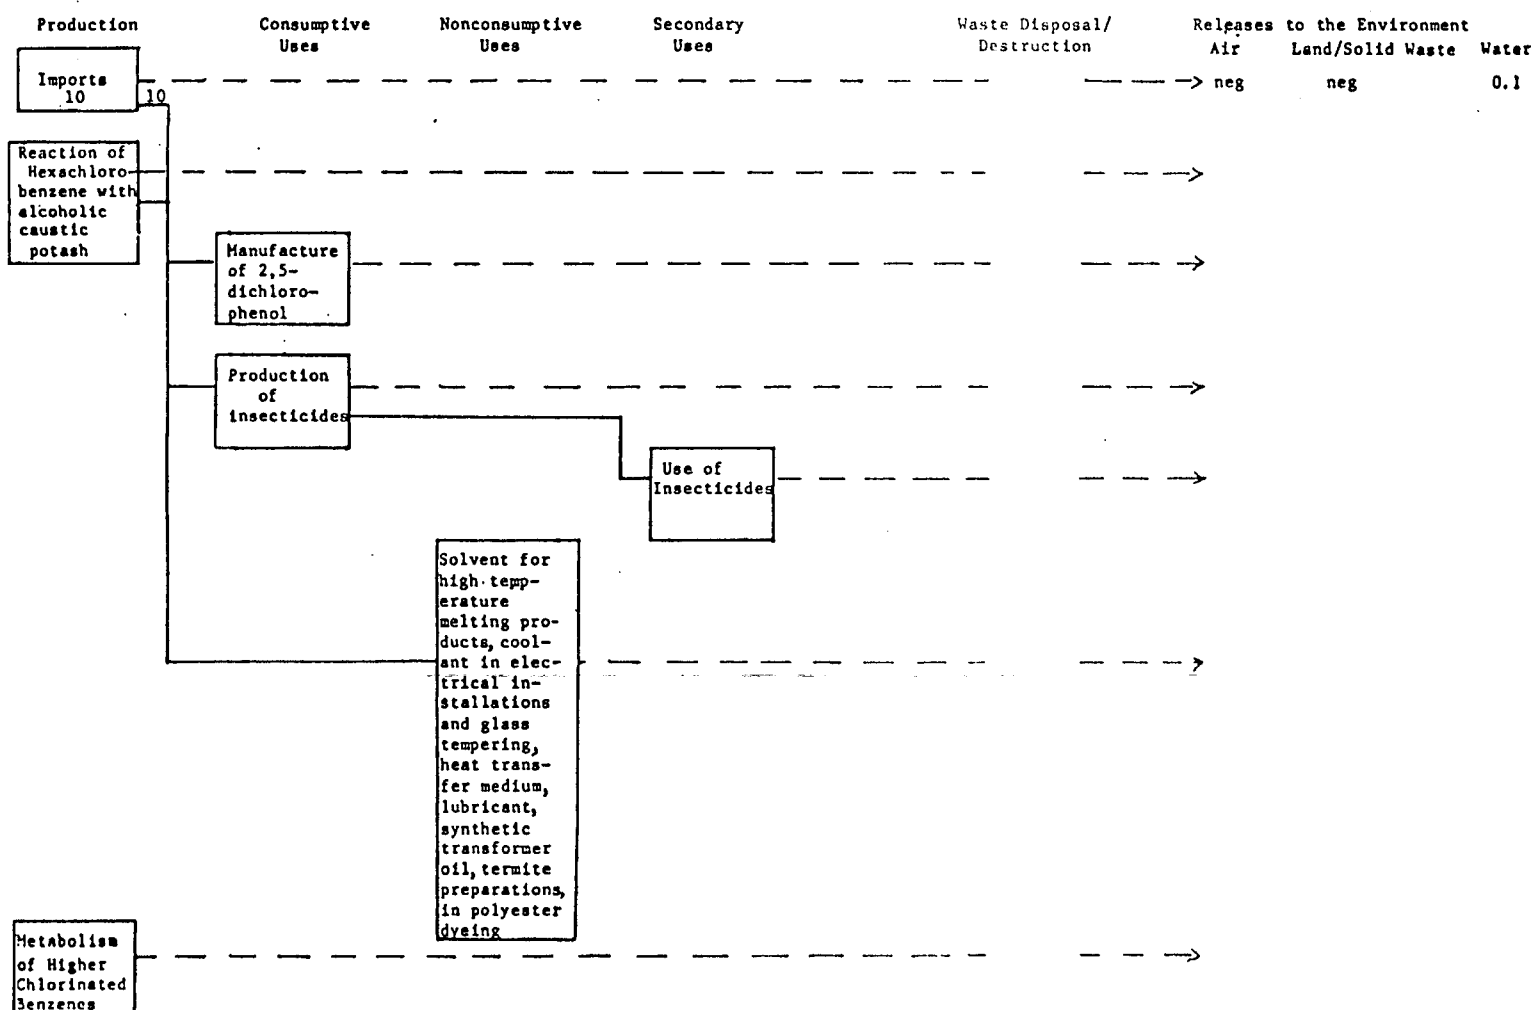 Production
Consumptive
Uses
Nonconsumptive
Uses
Secondary
Uses
Waste Disposal/
Destruction
Releases to the Environment
Air Land/Solid Waste Water
Imports
10
10
neg neg 0.1
Reaction of
Hexachloro
benzene with
alcoholic
caustic
potash
Manufacture
of 2,5-
dichloro-
phenol
Production
of
insecticides
Use of
Insecticides
Solvent for
high temp-
erature
melting pro-
ducts, cool-
ant in elec-
trical in-
stallations
and glass
tempering,
heat trans-
fer medium,
lubricant,
synthetic
transformer
oil, termite
preparations,
in polyester
dyeing
Metabolism
of Higher
Chlorinated
Benzenes